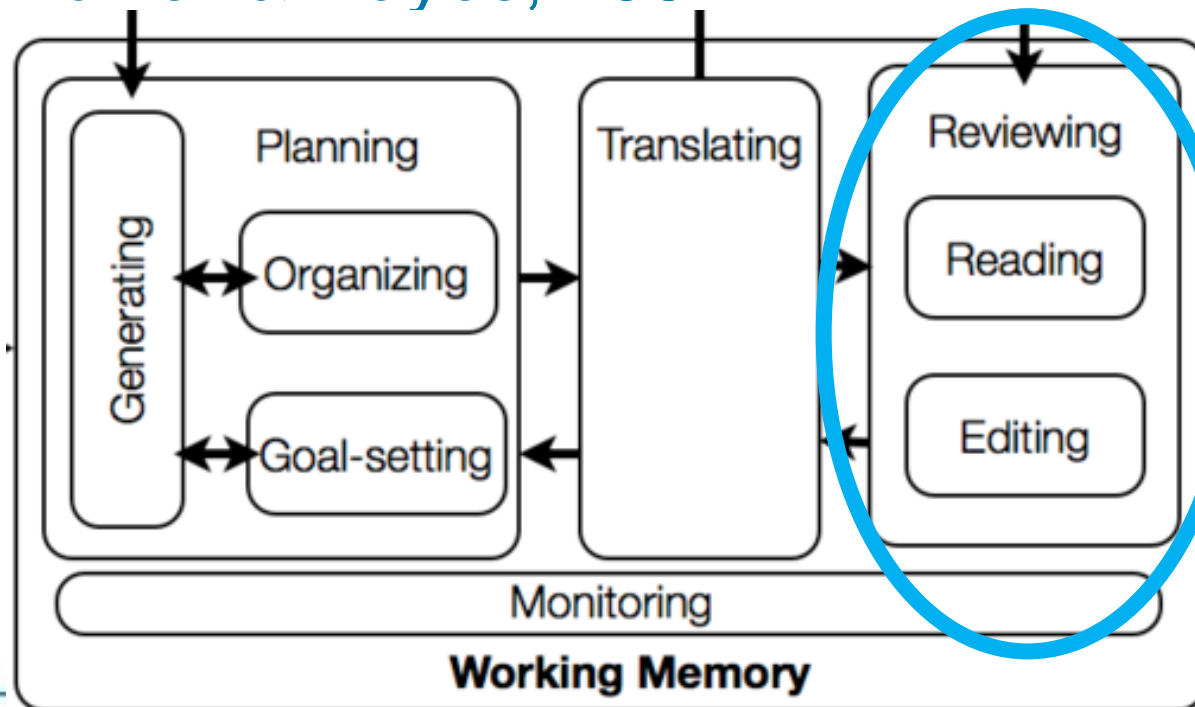 Planning
Translating
Reviewing
Generating
Organizing
Reading
Goal-setting
Editing
Monitoring
Working Memory